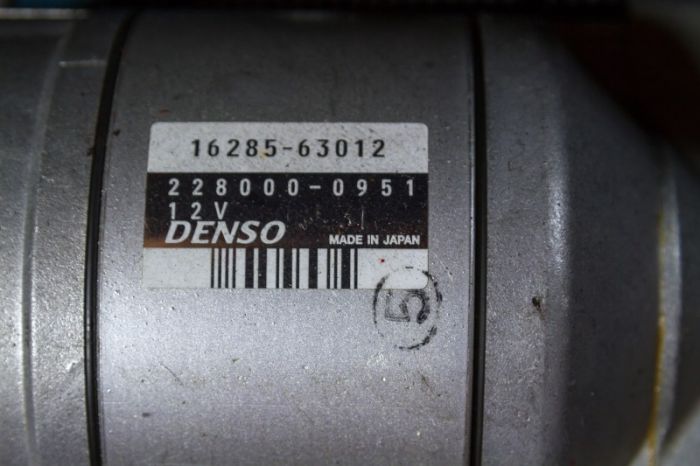 16285-63012
228000-0951
12V
DENSO MADE IN JAPAN
5